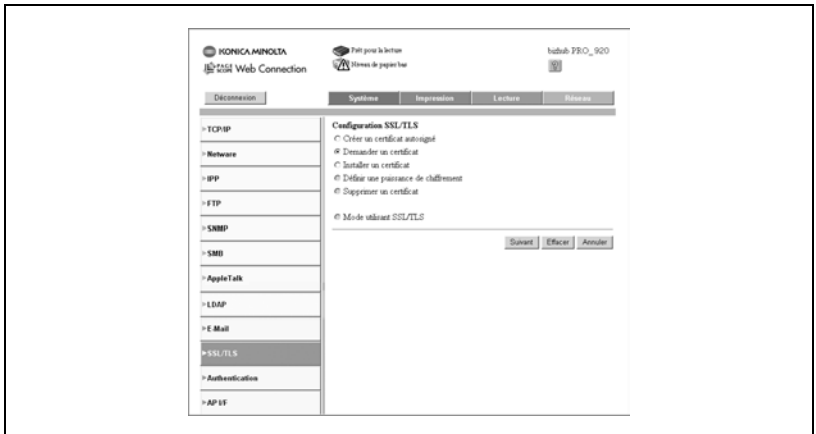 KONICA MINOLTA
PAGE SCOPE Web Connection
Prêt pour la lecture
Niveau de papier bas
bizhub PRO_920
Déconnexion
Système
Impression
Lecture
Réseau
TCP/IP
Netware
IPP
FTP
SNMP
SMB
AppleTalk
LDAP
E-Mail
SSL/TLS
Authentication
AP I/F
Configuration SSL/TLS
Créer un certificat autosigné
Demander un certificat
Installer un certificat
Définir une puissance de chiffrement
Supprimer un certificat
Mode utilisant SSL/TLS
Suivant
Effacer
Annuler